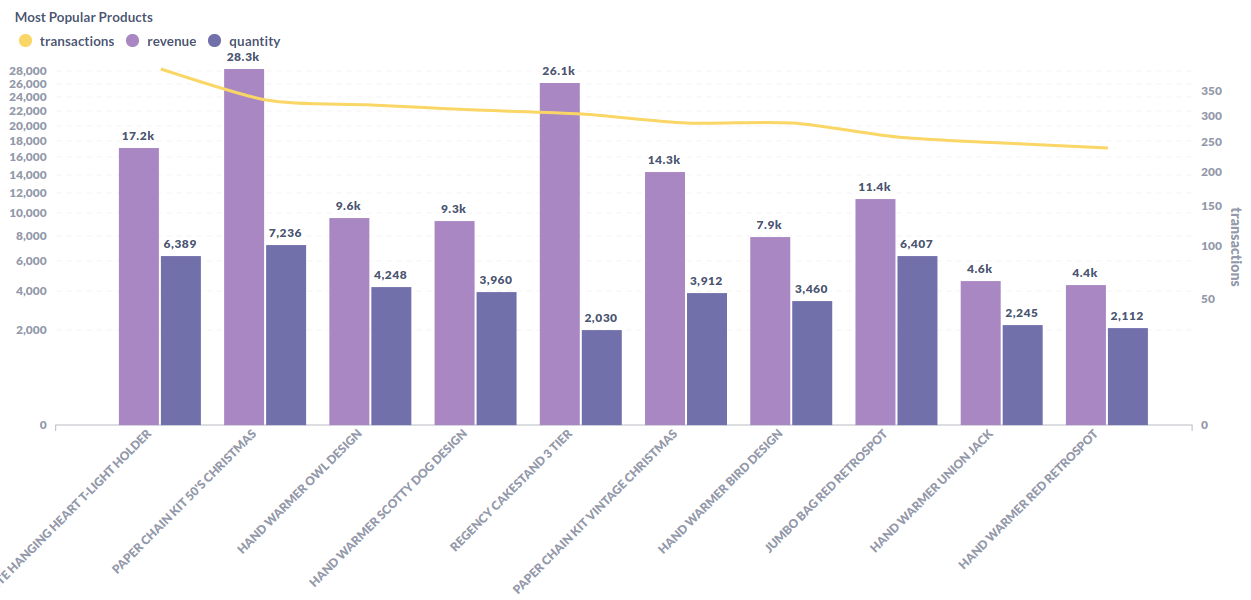 Most Popular Products
transactions revenue quantity
28.3k
26.1k
17.2k
14.3k
11.4k
9.6k
9.3k
7.9k
7,236
6,389
6,407
4,248
3,960
3,912
3,460
4.6k
4.4k
2,030
2,245
2,112
28,000
26,000
24,000
22,000
20,000
18,000
16,000
14,000
12,000
10,000
8,000
6,000
4,000
2,000
0
350
300
250
200
150
100
50
0
transactions
TE HANGING HEART T-LIGHT HOLDER
PAPER CHAIN KIT 50'S CHRISTMAS
HAND WARMER OWL DESIGN
HAND WARMER SCOTTY DOG DESIGN
REGENCY CAKESTAND 3 TIER
PAPER CHAIN KIT VINTAGE CHRISTMAS
HAND WARMER BIRD DESIGN
JUMBO BAG RED RETROSPOT
HAND WARMER UNION JACK
HAND WARMER RED RETROSPOT